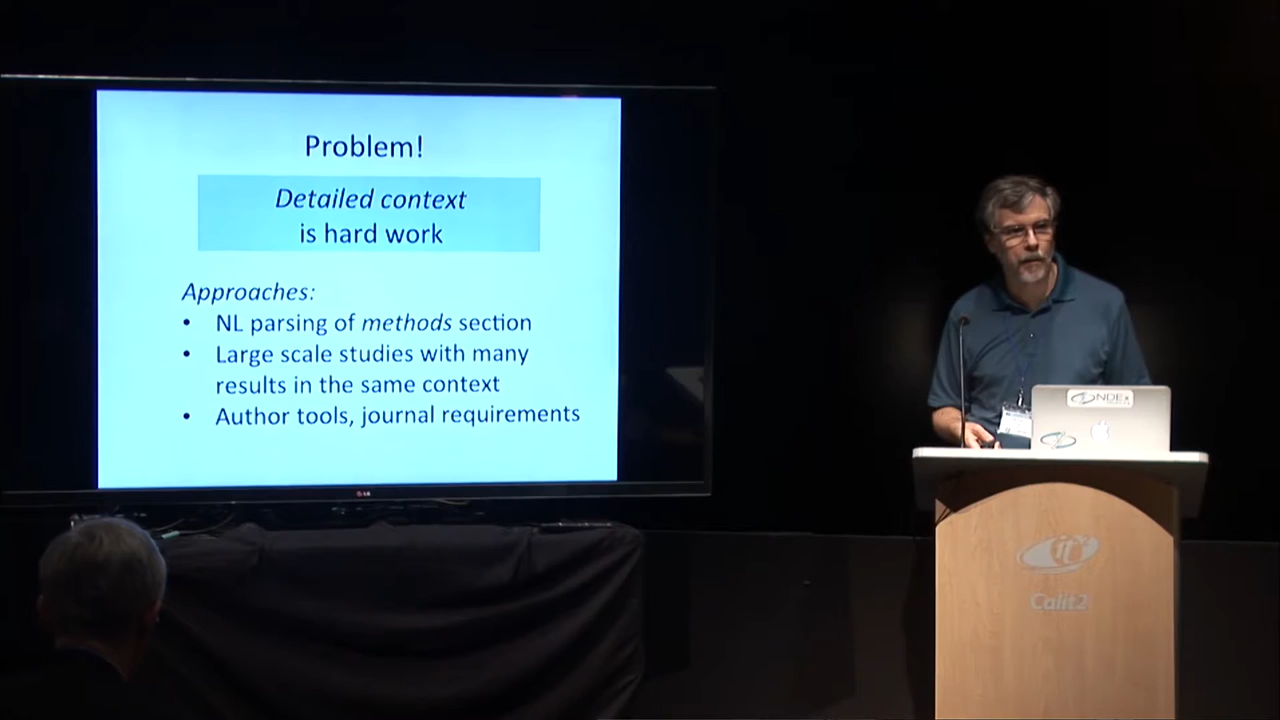 Problem!
Detailed context
is hard work
Approaches:
• NL parsing of methods section
• Large scale studies with many
results in the same context
• Author tools, journal requirements
LG
NDEx
it²
Calit2